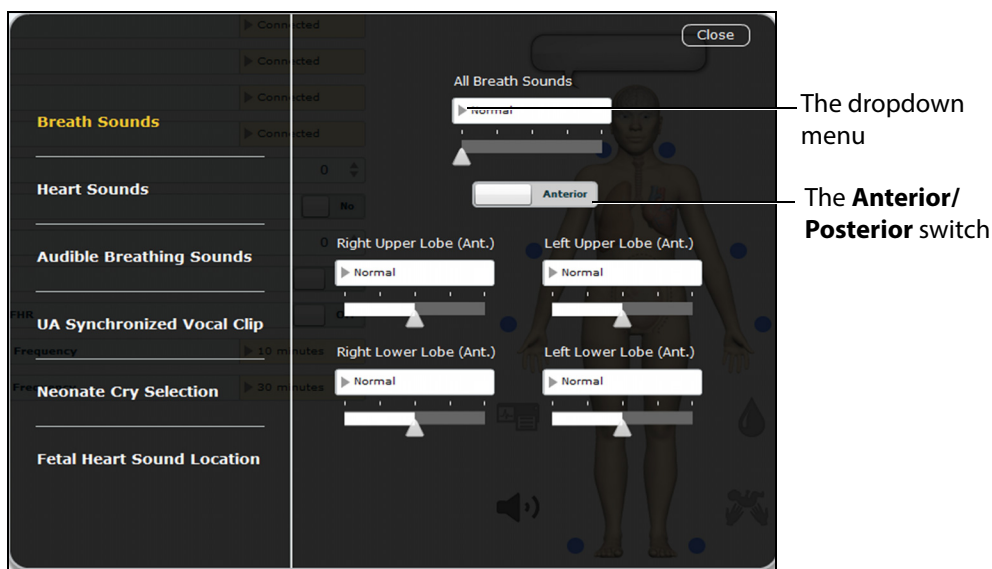 Close
Connected
Connected
Connected
Connected
0
No
0
FHR
Frequency
10 minutes
Frequency
30 minutes
Breath Sounds
Heart Sounds
Audible Breathing Sounds
UA Synchronized Vocal Clip
Neonate Cry Selection
Fetal Heart Sound Location
All Breath Sounds
Normal
Anterior
Right Upper Lobe (Ant.)
Left Upper Lobe (Ant.)
Normal
Normal
Right Lower Lobe (Ant.)
Left Lower Lobe (Ant.)
Normal
Normal
The dropdown
menu
The Anterior/
Posterior switch